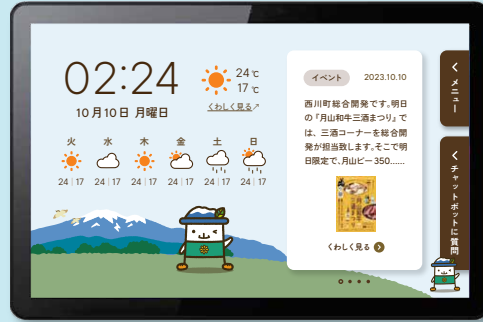 02:24
24℃
17℃
くわしく見る↗
10月10日 月曜日
火 水 木 金 土 日
24|17 24|17 24|17 24|17 24|17 24|17
イベント 2023.10.10
西川町総合開発です。明日
の『月山和牛三酒まつり』で
は、三酒コーナーを総合開
発が担当致します。そこで明
日限定で、月山ビー350……
くわしく見る
メニュー
チャットボットに質問